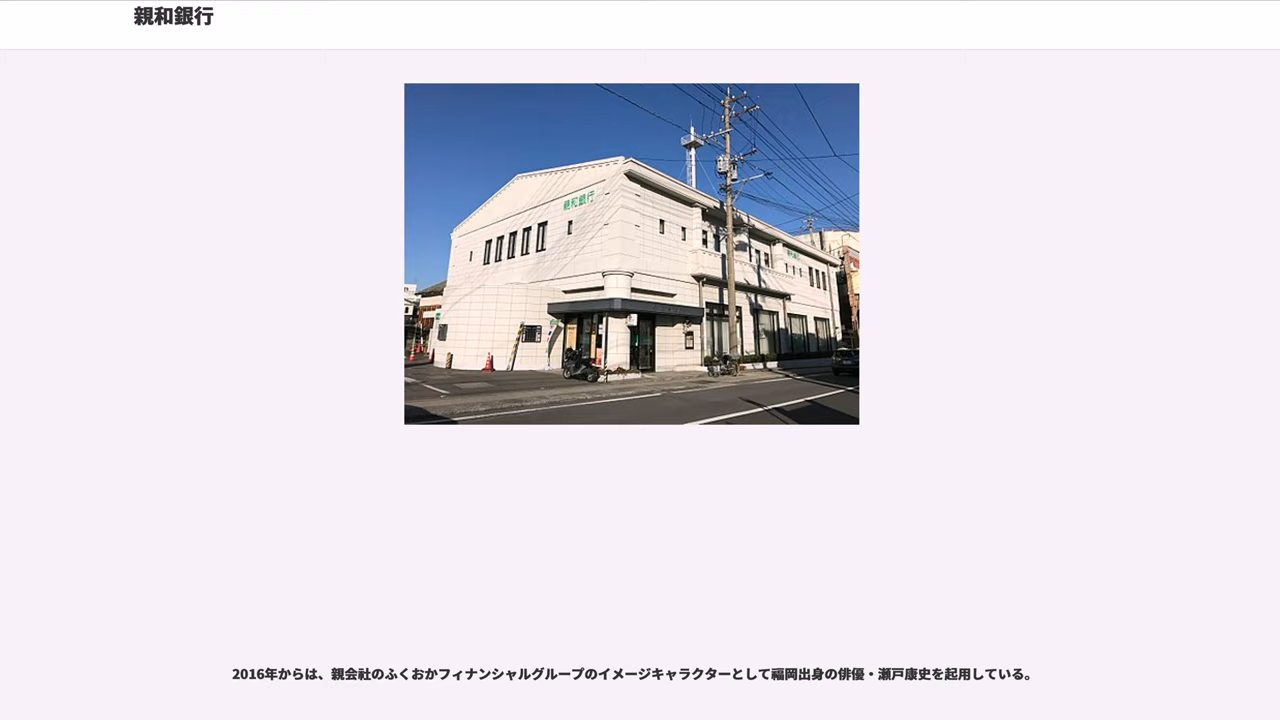 親和銀行
親和銀行
2016年からは、親会社のふくおかフィナンシャルグループのイメージキャラクターとして福岡出身の俳優・瀬戸康史を起用している。